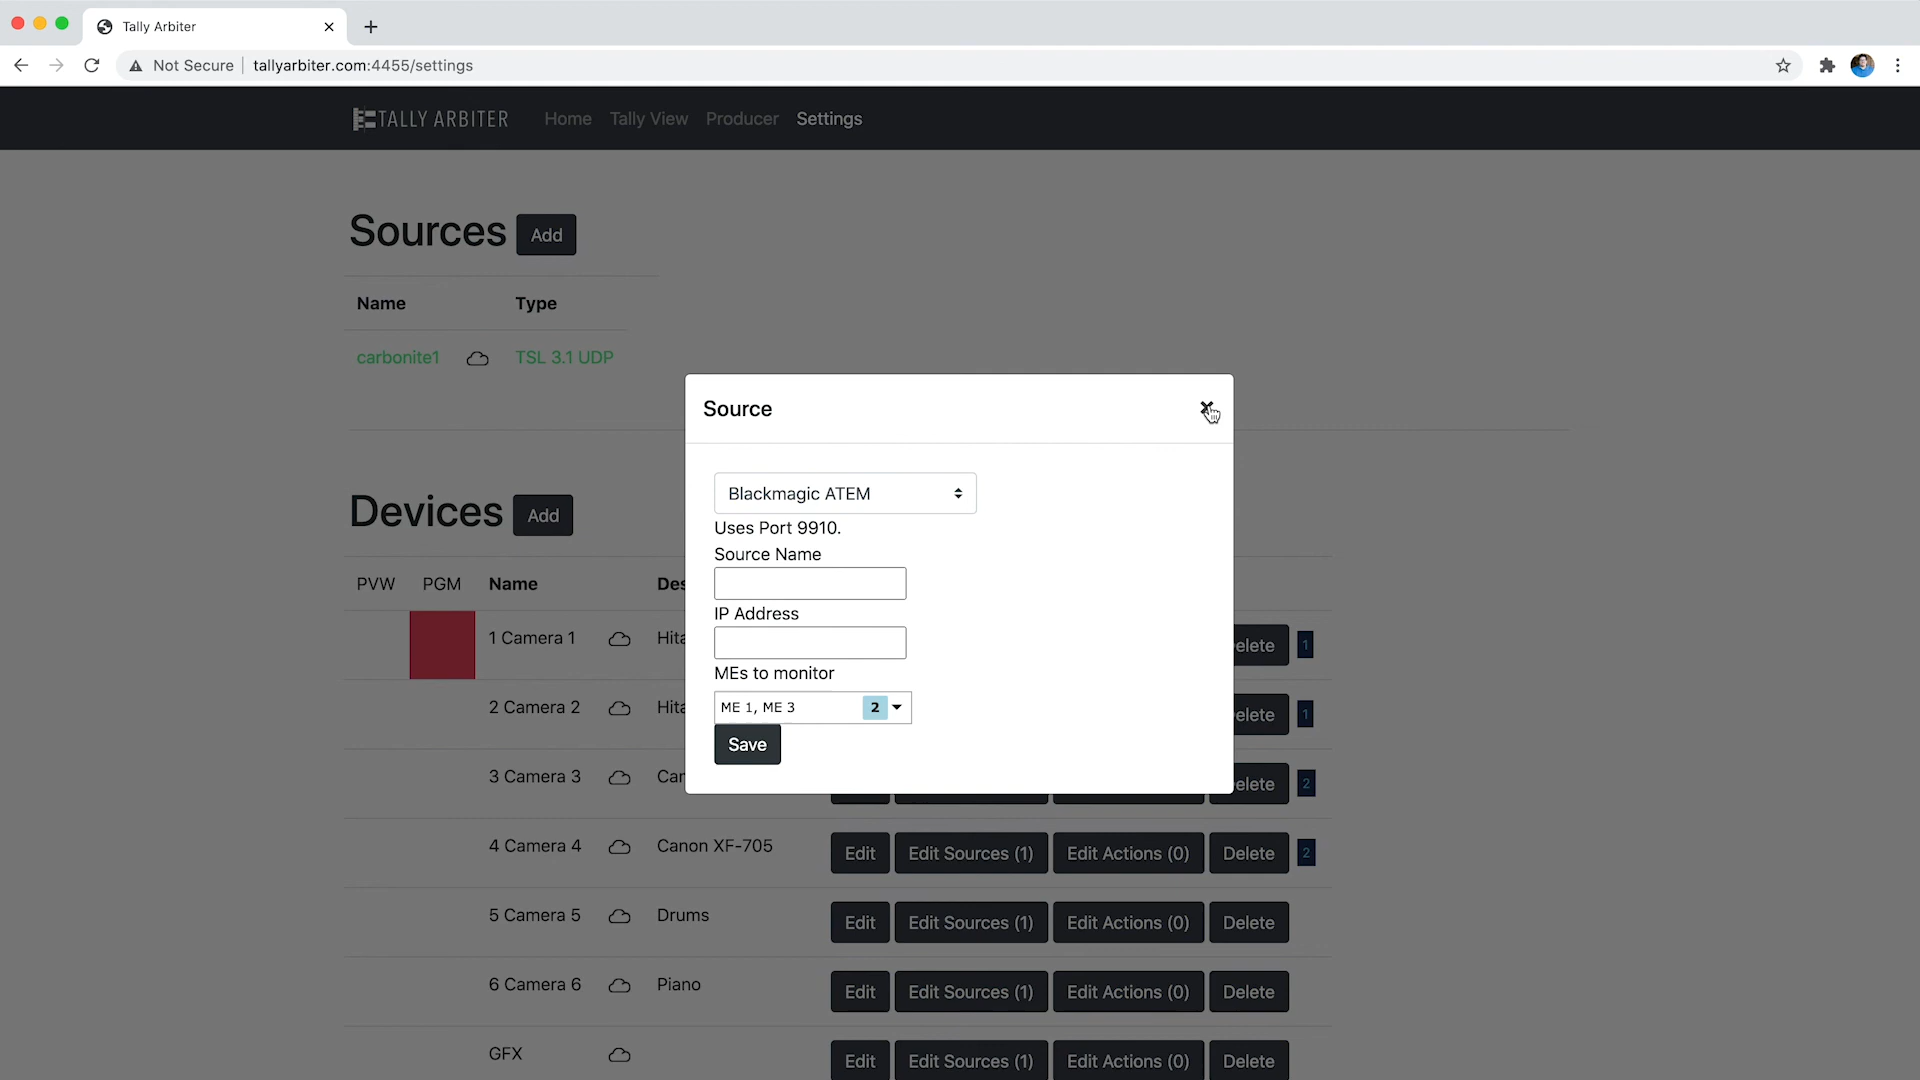 Tally Arbiter
Not Secure tallyarbiter.com:4455/settings
TALLY ARBITER Home Tally View Producer Settings
Sources Add
Name Type
carbonite1 TSL 3.1 UDP
Source
Blackmagic ATEM
Uses Port 9910.
Source Name
IP Address
MEs to monitor
ME 1, ME 3 2
Save
Devices Add
PVW PGM Name Des
1 Camera 1 Hita elete 1
2 Camera 2 Hita elete 1
3 Camera 3 Can elete 2
4 Camera 4 Canon XF-705 Edit Edit Sources (1) Edit Actions (0) Delete 2
5 Camera 5 Drums Edit Edit Sources (1) Edit Actions (0) Delete
6 Camera 6 Piano Edit Edit Sources (1) Edit Actions (0) Delete
GFX Edit Edit Sources (1) Edit Actions (0) Delete